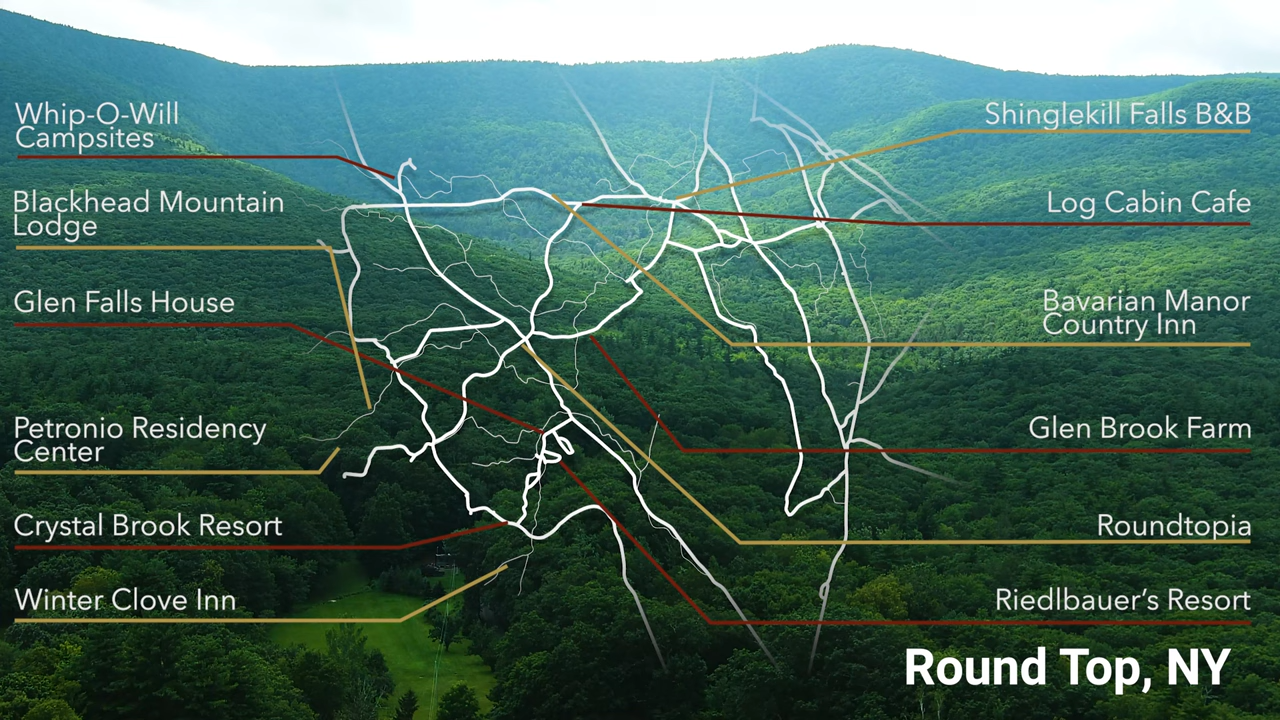 Whip-O-Will
Campsites
Blackhead Mountain
Lodge
Glen Falls House
Petronio Residency
Center
Crystal Brook Resort
Winter Clove Inn
Shinglekill Falls B&B
Log Cabin Cafe
Bavarian Manor
Country Inn
Glen Brook Farm
Roundtopia
Riedlbauer's Resort
Round Top, NY